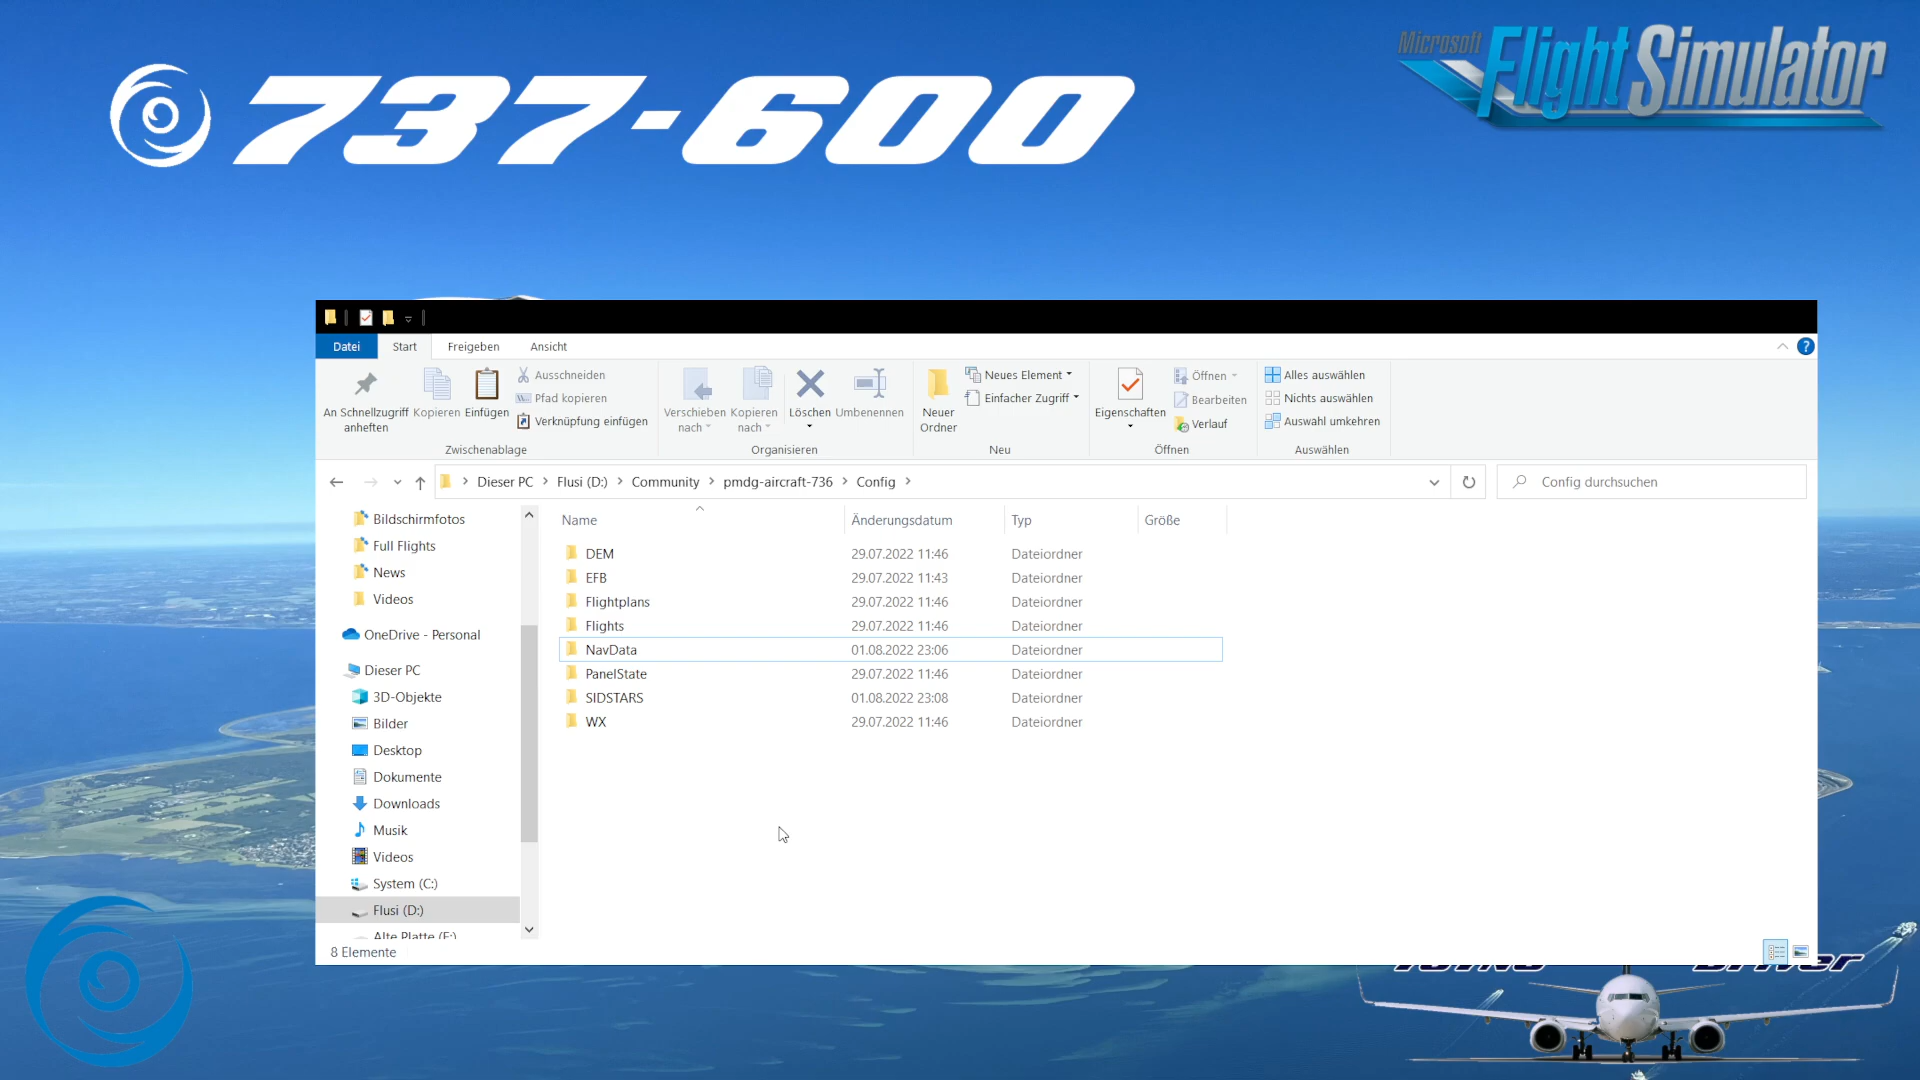 737-600
Microsoft Flight Simulator
Datei Start Freigeben Ansicht
An Schnellzugriff anheften
Kopieren
Einfügen
Ausschneiden
Pfad kopieren
Verknüpfung einfügen
Zwischenablage
Verschieben nach
Kopieren nach
Löschen
Umbenennen
Organisieren
Neuer Ordner
Neues Element
Einfacher Zugriff
Neu
Eigenschaften
Öffnen
Bearbeiten
Verlauf
Öffnen
Alles auswählen
Nichts auswählen
Auswahl umkehren
Auswählen
Dieser PC > Flusi (D:) > Community > pmdg-aircraft-736 > Config >
Config durchsuchen
Bildschirmfotos
Full Flights
News
Videos
OneDrive - Personal
Dieser PC
3D-Objekte
Bilder
Desktop
Dokumente
Downloads
Musik
Videos
System (C:)
Flusi (D:)
Alte Platte (E:)
Name Änderungsdatum Typ Größe
DEM 29.07.2022 11:46 Dateiordner
EFB 29.07.2022 11:43 Dateiordner
Flightplans 29.07.2022 11:46 Dateiordner
Flights 29.07.2022 11:46 Dateiordner
NavData 01.08.2022 23:06 Dateiordner
PanelState 29.07.2022 11:46 Dateiordner
SIDSTARS 01.08.2022 23:08 Dateiordner
WX 29.07.2022 11:46 Dateiordner
8 Elemente